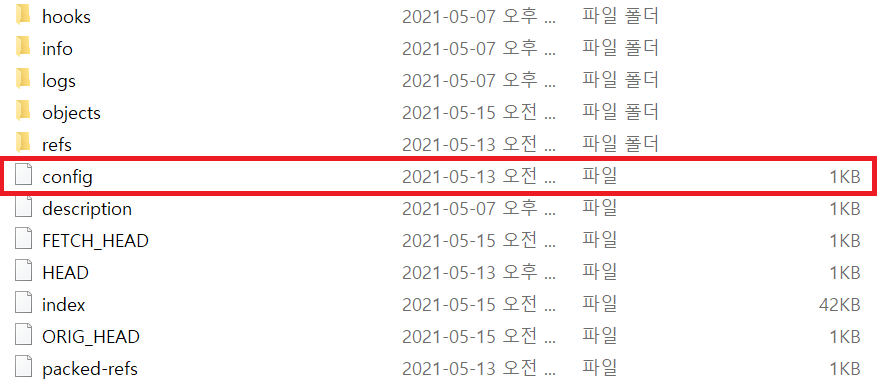 hooks 2021-05-07 오후 ... 파일 폴더
info 2021-05-07 오후 ... 파일 폴더
logs 2021-05-07 오후 ... 파일 폴더
objects 2021-05-15 오전 ... 파일 폴더
refs 2021-05-13 오전 ... 파일 폴더
config 2021-05-13 오전 ... 파일 1KB
description 2021-05-07 오후 ... 파일 1KB
FETCH_HEAD 2021-05-15 오전 ... 파일 1KB
HEAD 2021-05-13 오후 ... 파일 1KB
index 2021-05-15 오전 ... 파일 42KB
ORIG_HEAD 2021-05-15 오전 ... 파일 1KB
packed-refs 2021-05-13 오전 ... 파일 1KB